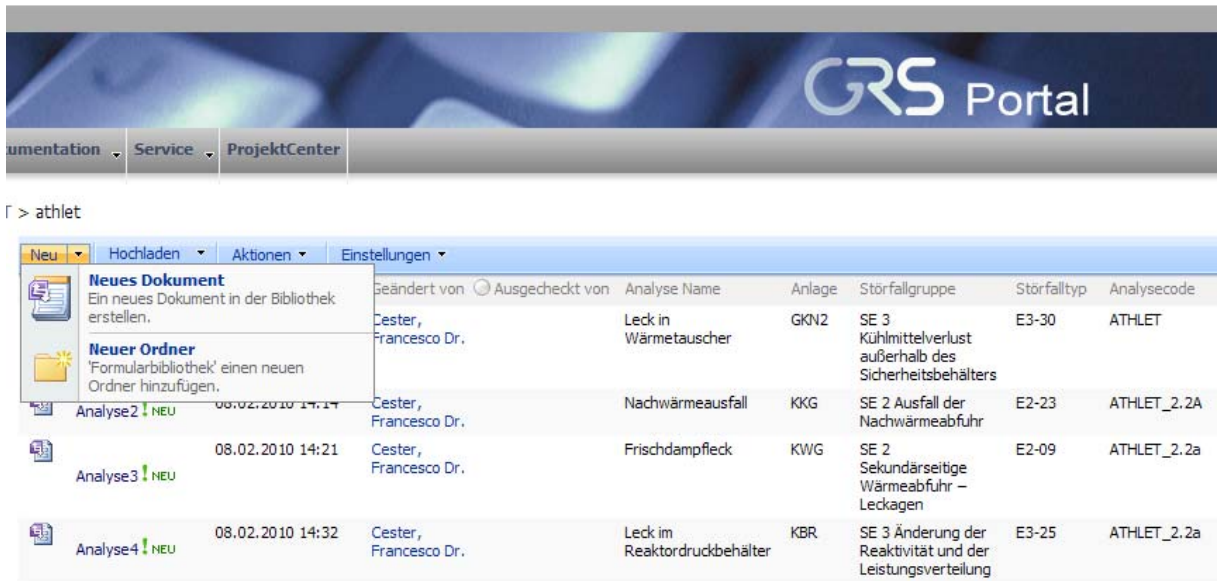 GRS Portal
umentation Service ProjektCenter
> athlet
Neu Hochladen Aktionen Einstellungen
Neues Dokument
Ein neues Dokument in der Bibliothek
erstellen.
Neuer Ordner
'Formularbibliothek' einen neuen
Ordner hinzufügen.
Geändert von Ausgecheckt von Analyse Name Anlage Störfallgruppe Störfalltyp Analysecode
Cester,
Francesco Dr.
Leck in
Wärmetauscher
GKN2
SE 3
Kühlmittelverlust
außerhalb des
Sicherheitsbehälters
E3-30
ATHLET
Analyse2 ! NEU
08.02.2010 14:14
Cester,
Francesco Dr.
Nachwärmeausfall
KKG
SE 2 Ausfall der
Nachwärmeabfuhr
E2-23
ATHLET_2.2A
Analyse3 ! NEU
08.02.2010 14:21
Cester,
Francesco Dr.
Frischdampfleck
KWG
SE 2
Sekundärseitige
Wärmeabfuhr –
Leckagen
E2-09
ATHLET_2.2a
Analyse4 ! NEU
08.02.2010 14:32
Cester,
Francesco Dr.
Leck im
Reaktordruckbehälter
KBR
SE 3 Änderung der
Reaktivität und der
Leistungsverteilung
E3-25
ATHLET_2.2a